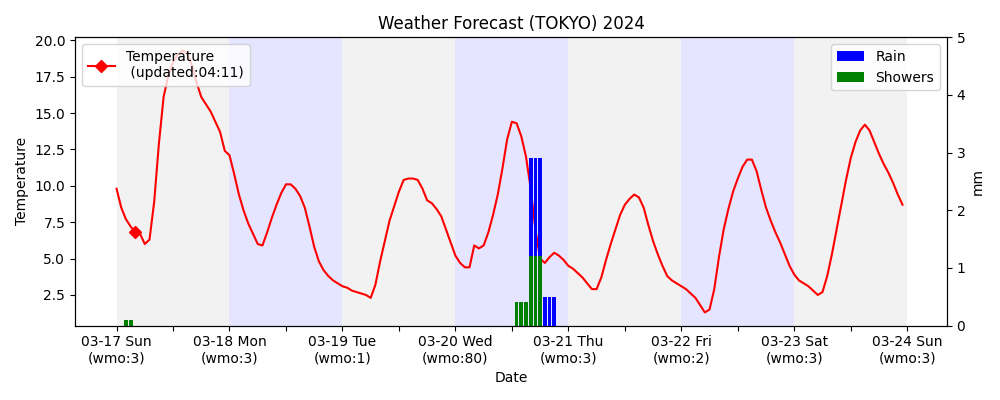 Weather Forecast (TOKYO) 2024
Temperature
(updated:04:11)
Rain
Showers
20.0
17.5
15.0
12.5
10.0
7.5
5.0
2.5
Temperature
5
4
3
2
1
0
mm
03-17 Sun
(wmo:3)
03-18 Mon
(wmo:3)
03-19 Tue
(wmo:1)
03-20 Wed
(wmo:80)
03-21 Thu
(wmo:3)
03-22 Fri
(wmo:2)
03-23 Sat
(wmo:3)
03-24 Sun
(wmo:3)
Date